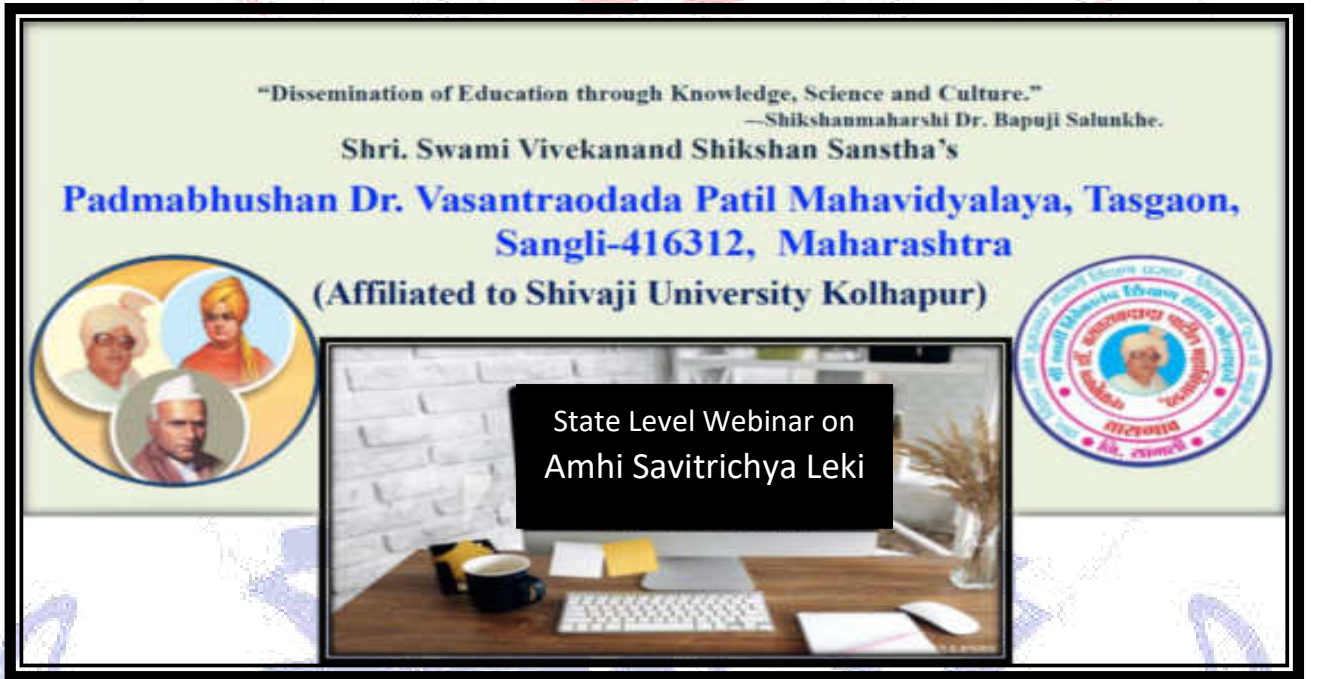 “Dissemination of Education through Knowledge, Science and Culture.”
—Shikshanmaharshi Dr. Bapuji Salunkhe.
Shri. Swami Vivekanand Shikshan Sanstha’s
Padmabhushan Dr. Vasantraodada Patil Mahavidyalaya, Tasgaon,
Sangli-416312, Maharashtra
(Affiliated to Shivaji University Kolhapur)
State Level Webinar on
Amhi Savitrichya Leki